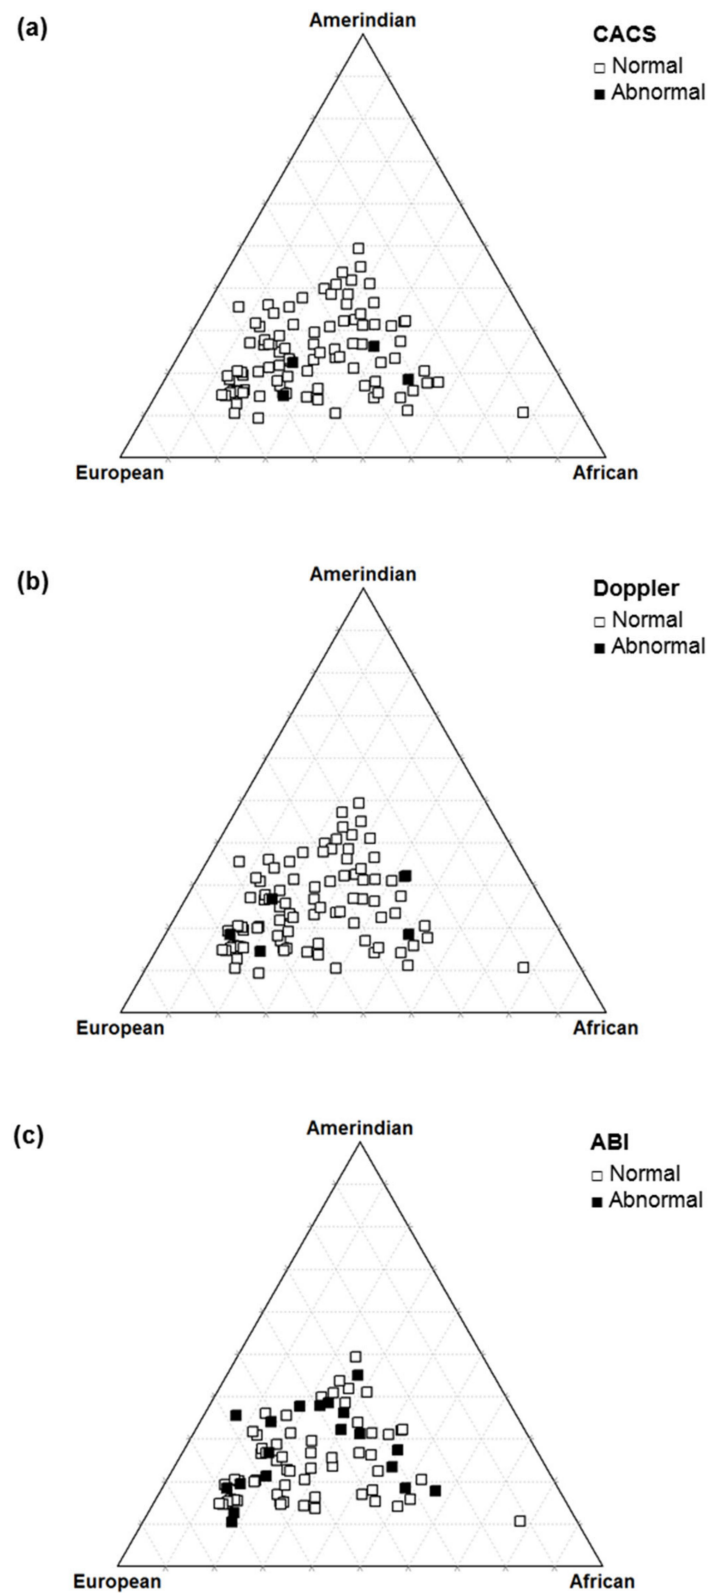 (a)
Amerindian
CACS
□ Normal
■ Abnormal
European
African
(b)
Amerindian
Doppler
□ Normal
■ Abnormal
European
African
(c)
Amerindian
ABI
□ Normal
■ Abnormal
European
African